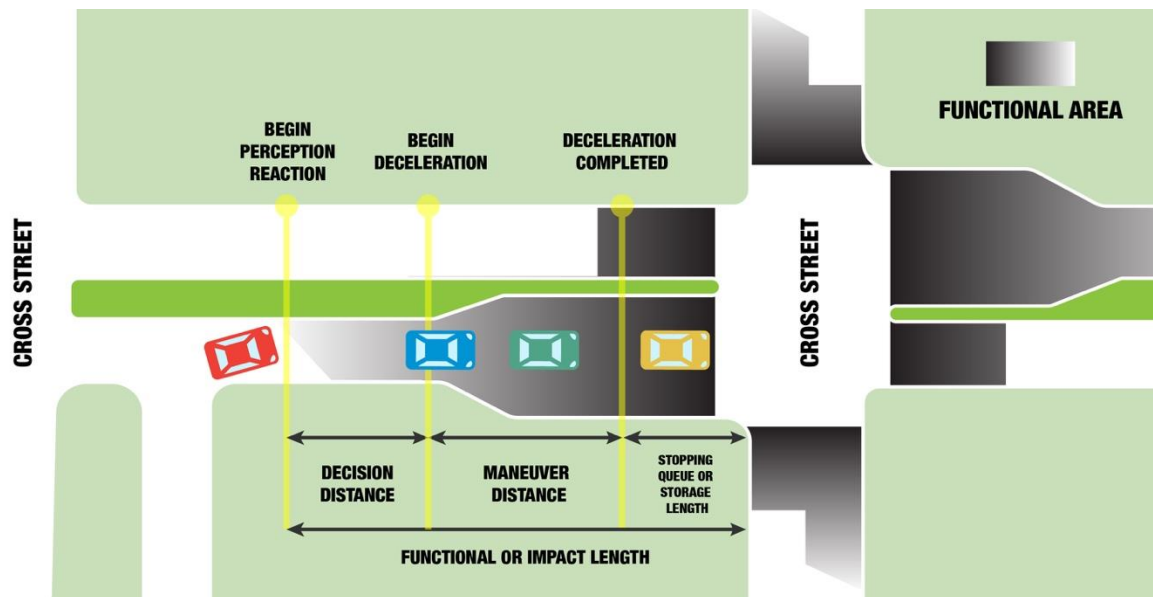 FUNCTIONAL AREA
BEGIN
PERCEPTION
REACTION
BEGIN
DECELERATION
DECELERATION
COMPLETED
CROSS STREET
CROSS STREET
DECISION
DISTANCE
MANEUVER
DISTANCE
STOPPING
QUEUE OR
STORAGE
LENGTH
FUNCTIONAL OR IMPACT LENGTH